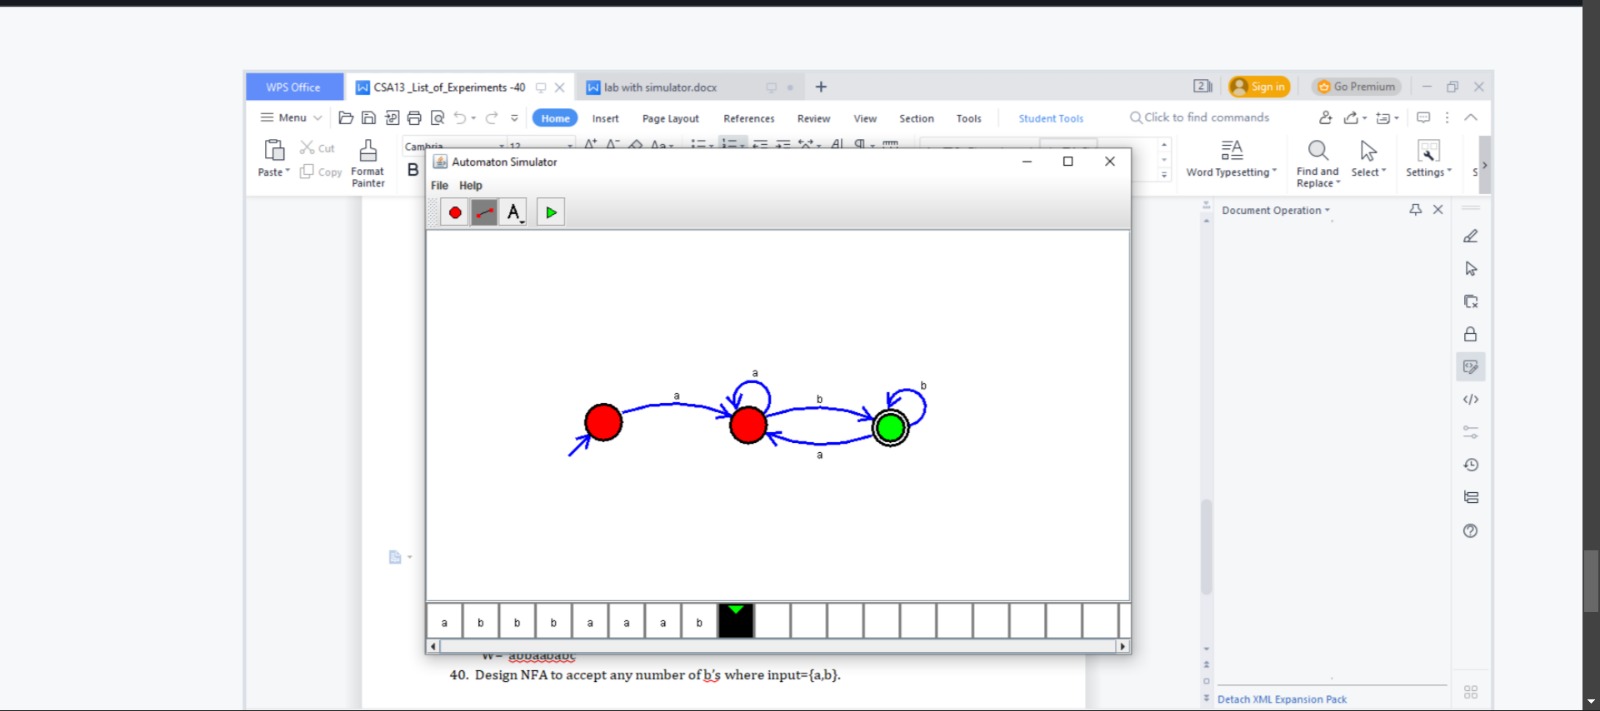 WPS Office
CSA13 _List_of_Experiments -40
lab with simulator.docx
2
Sign in
Go Premium
Menu
Home
Insert
Page Layout
References
Review
View
Section
Tools
Student Tools
Click to find commands
Paste
Cut
Copy
Format Painter
Cambria
12
B
Word Typesetting
Find and Replace
Select
Settings
S
Automaton Simulator
File
Help
A
Document Operation
a
a
b
a
b
a b b b a a a b
W= abbaababc
40. Design NFA to accept any number of b's where input={a,b}.
Detach XML Expansion Pack